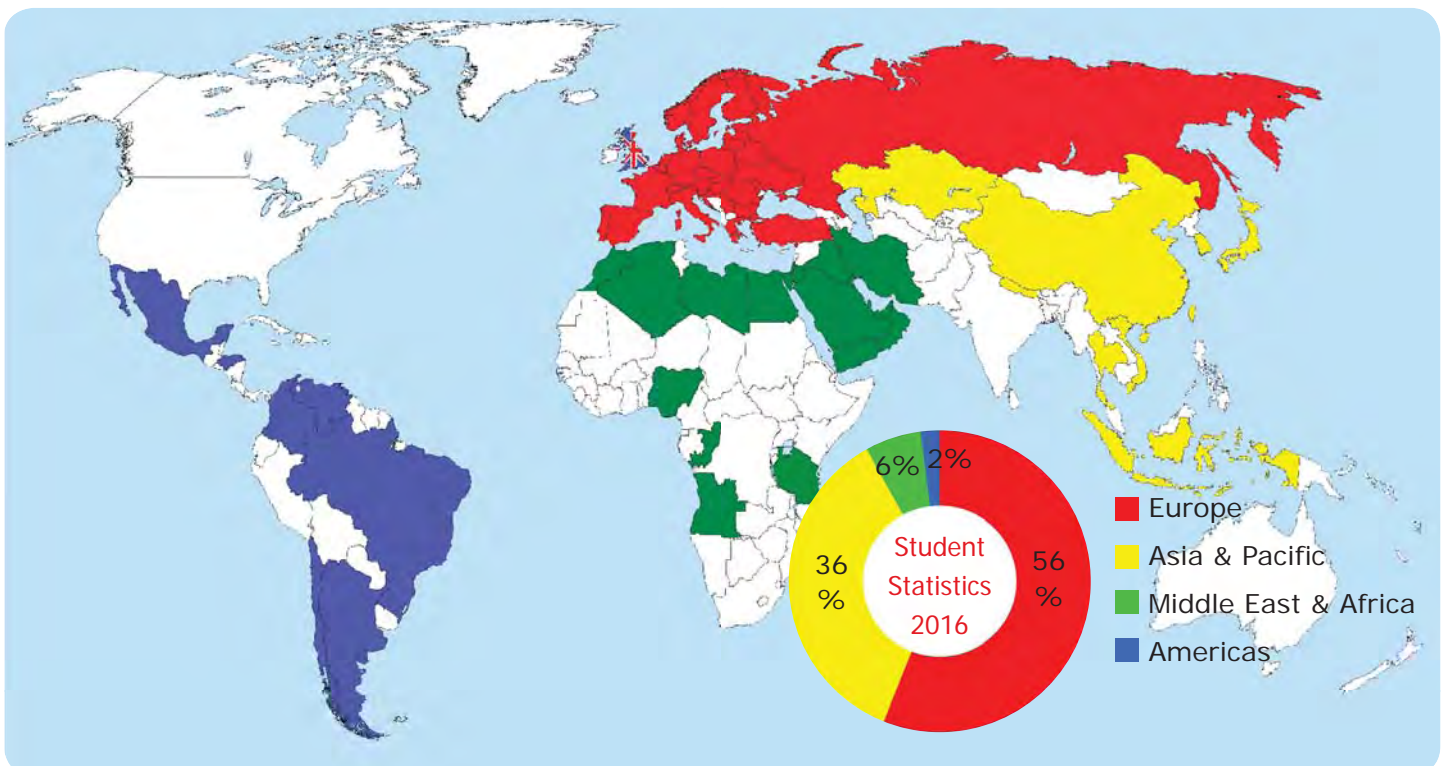 6%
2%
36
%
56
%
Student
Statistics
2016
Europe
Asia & Pacific
Middle East & Africa
Americas